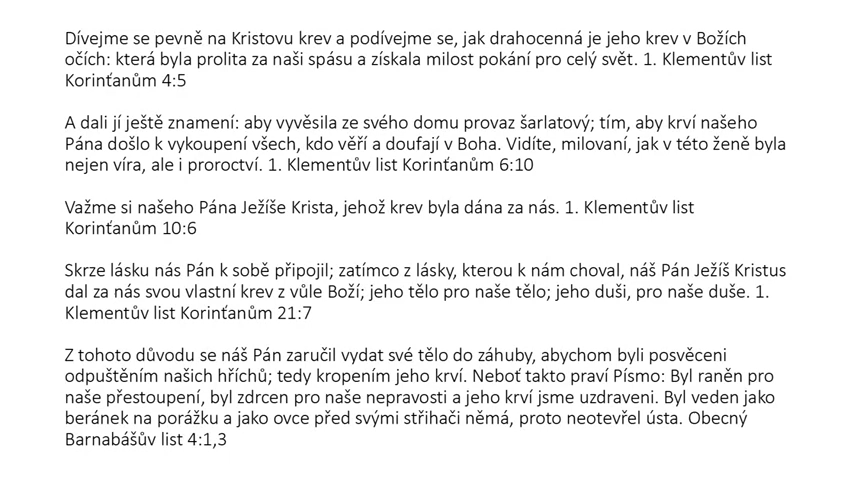 Dívejme se pevně na Kristovu krev a podívejme se, jak drahocenná je jeho krev v Božích
očích: která byla prolita za naši spásu a získala milost pokání pro celý svět. 1. Klementův list
Korinťanům 4:5
A dali jí ještě znamení: aby vyvěsila ze svého domu provaz šarlatový; tím, aby krví našeho
Pána došlo k vykoupení všech, kdo věří a doufají v Boha. Vidíte, milovaní, jak v této ženě byla
nejen víra, ale i proroctví. 1. Klementův list Korinťanům 6:10
Važme si našeho Pána Ježíše Krista, jehož krev byla dána za nás. 1. Klementův list
Korinťanům 10:6
Skrze lásku nás Pán k sobě připojil; zatímco z lásky, kterou k nám choval, náš Pán Ježíš Kristus
dal za nás svou vlastní krev z vůle Boží; jeho tělo pro naše tělo; jeho duši, pro naše duše. 1.
Klementův list Korinťanům 21:7
Z tohoto důvodu se náš Pán zaručil vydat své tělo do záhuby, abychom byli posvěceni
odpuštěním našich hříchů; tedy kropením jeho krví. Neboť takto praví Písmo: Byl raněn pro
naše přestoupení, byl zdrcen pro naše nepravosti a jeho krví jsme uzdraveni. Byl veden jako
beránek na porážku a jako ovce před svými střihači němá, proto neotevřel ústa. Obecný
Barnabášův list 4:1,3